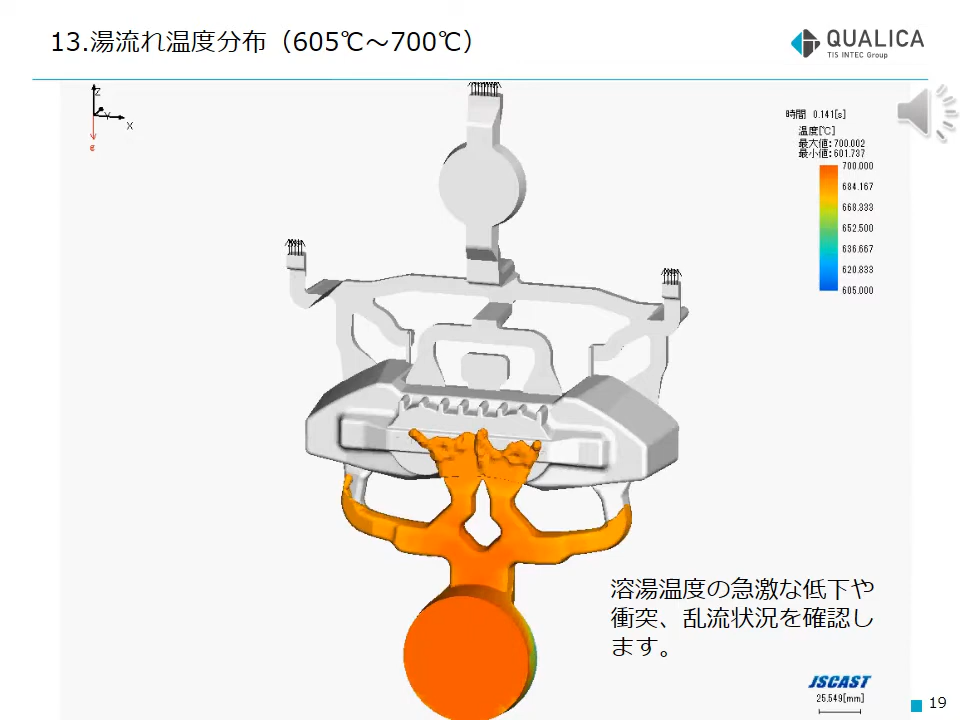 13.湯流れ温度分布（605℃～700℃）
QUALICA
TIS INTEC Group
Z
Y
X
g
時間 0.141[s]
温度[℃]
最大値:700.002
最小値:601.737
700.000
684.167
668.333
652.500
636.667
620.833
605.000
溶湯温度の急激な低下や
衝突、乱流状況を確認し
ます。
JSCAST
25.549[mm]
19